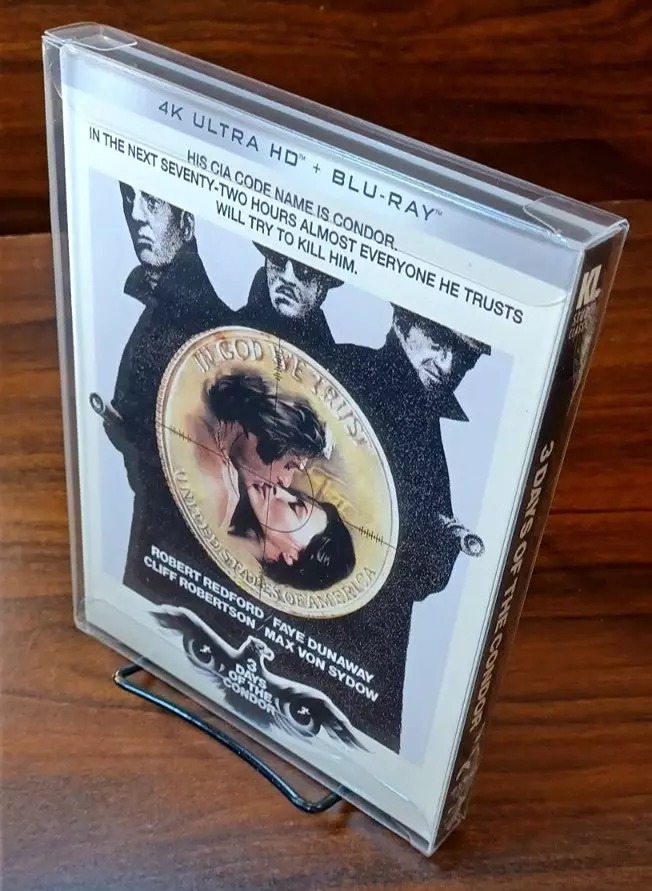 4K ULTRA HD™ + BLU-RAY™
HIS CIA CODE NAME IS CONDOR.
IN THE NEXT SEVENTY-TWO HOURS ALMOST EVERYONE HE TRUSTS
WILL TRY TO KILL HIM.
IN GOD WE TRUST
UNITED STATES OF AMERICA
ROBERT REDFORD / FAYE DUNAWAY
CLIFF ROBERTSON / MAX VON SYDOW
3
DAYS
OF THE
CONDOR
KL
STUDIO
CLASSICS
3 DAYS OF THE CONDOR